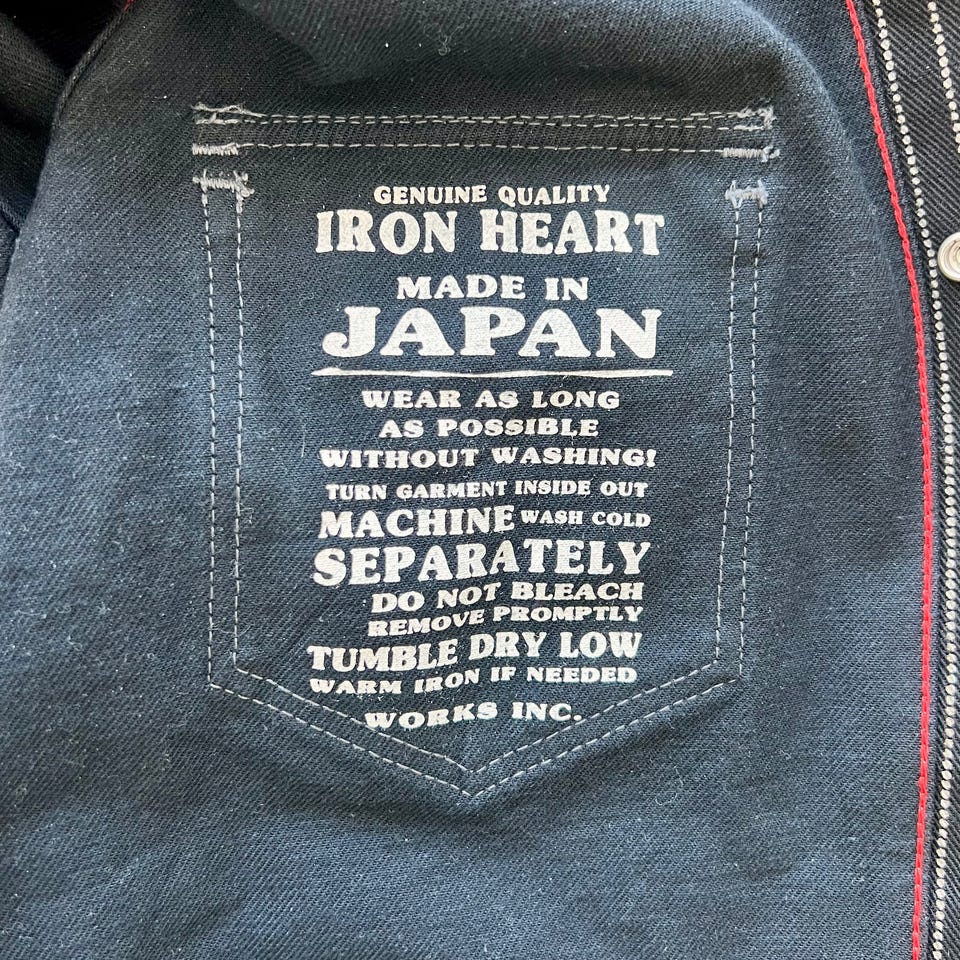 GENUINE QUALITY
IRON HEART
MADE IN
JAPAN
WEAR AS LONG
AS POSSIBLE
WITHOUT WASHING!
TURN GARMENT INSIDE OUT
MACHINE WASH COLD
SEPARATELY
DO NOT BLEACH
REMOVE PROMPTLY
TUMBLE DRY LOW
WARM IRON IF NEEDED
WORKS INC.